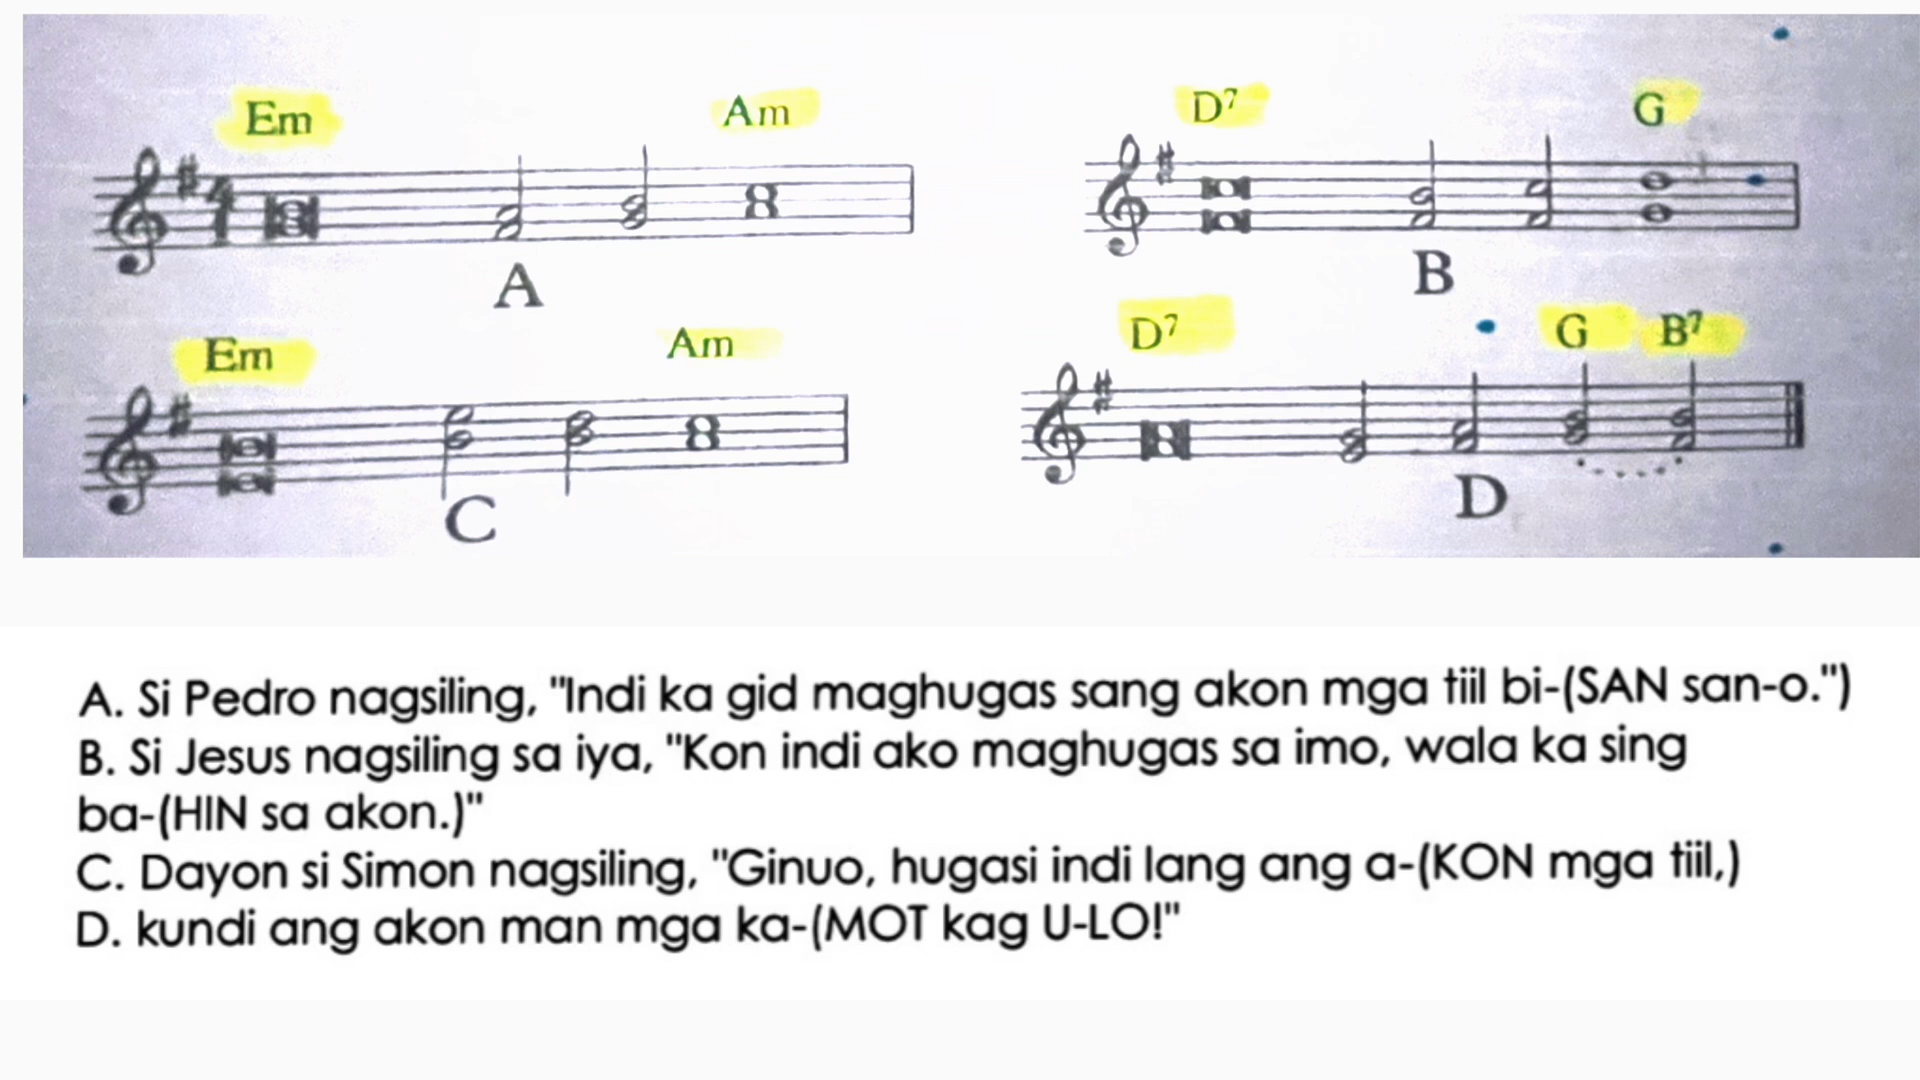 Em Am D7 G
A B
Em Am D7 G B7
C D
A. Si Pedro nagsiling, "Indi ka gid maghugas sang akon mga tiil bi-(SAN san-o.")
B. Si Jesus nagsiling sa iya, "Kon indi ako maghugas sa imo, wala ka sing
ba-(HIN sa akon.)"
C. Dayon si Simon nagsiling, "Ginuo, hugasi indi lang ang a-(KON mga tiil,)
D. kundi ang akon man mga ka-(MOT kag U-LO!"